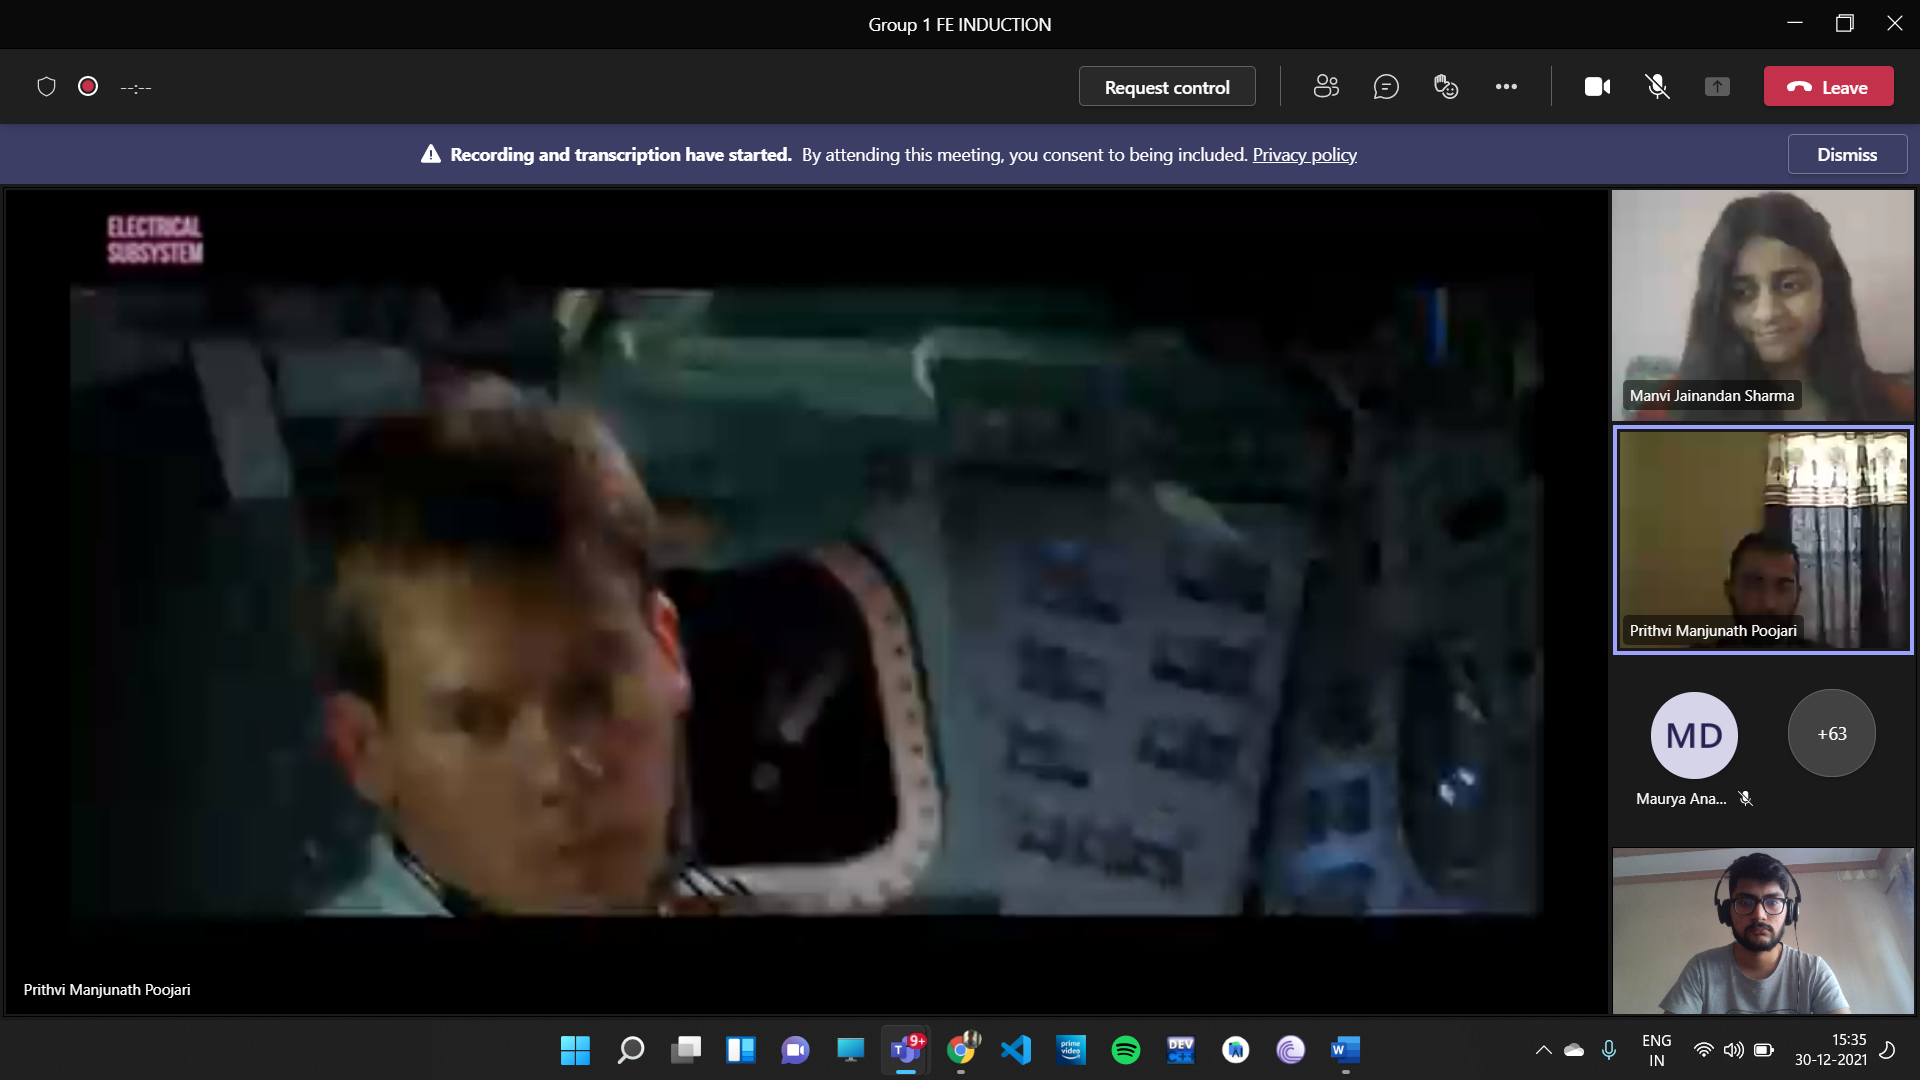 Group 1 FE INDUCTION
--:--
Request control
Leave
Recording and transcription have started. By attending this meeting, you consent to being included. Privacy policy
Dismiss
ELECTRICAL
SUBSYSTEM
Manvi Jainandan Sharma
Prithvi Manjunath Poojari
MD
+63
Maurya Ana...
Prithvi Manjunath Poojari
9+
T
prime
video
DEV
C++
W
ENG
IN
15:35
30-12-2021